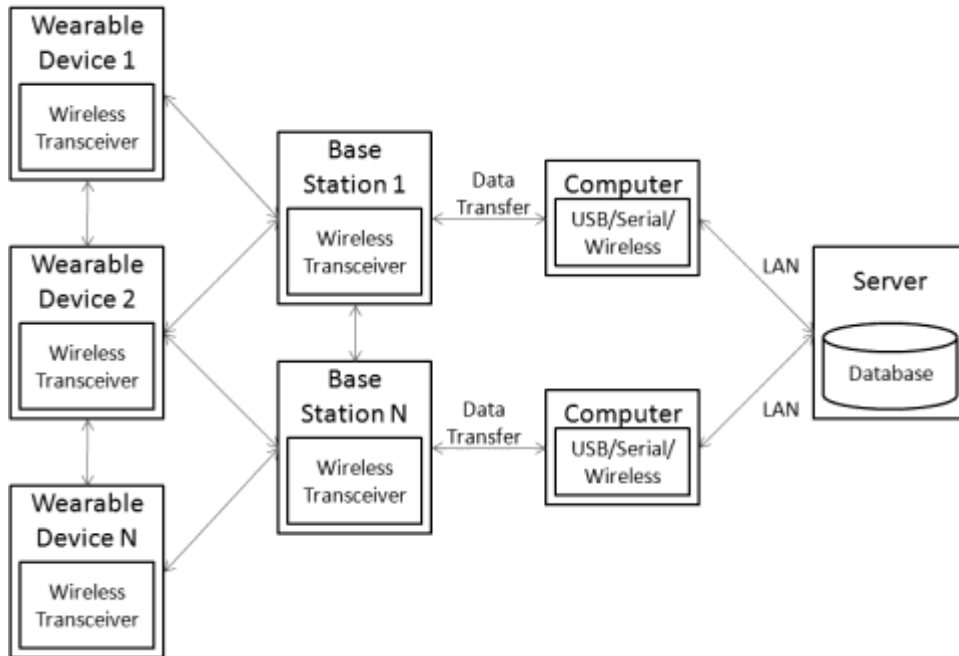 Wearable
Device 1
Wireless
Transceiver
Wearable
Device 2
Wireless
Transceiver
Wearable
Device N
Wireless
Transceiver
Base
Station 1
Wireless
Transceiver
Base
Station N
Wireless
Transceiver
Data
Transfer
Data
Transfer
Computer
USB/Serial/
Wireless
Computer
USB/Serial/
Wireless
LAN
LAN
Server
Database